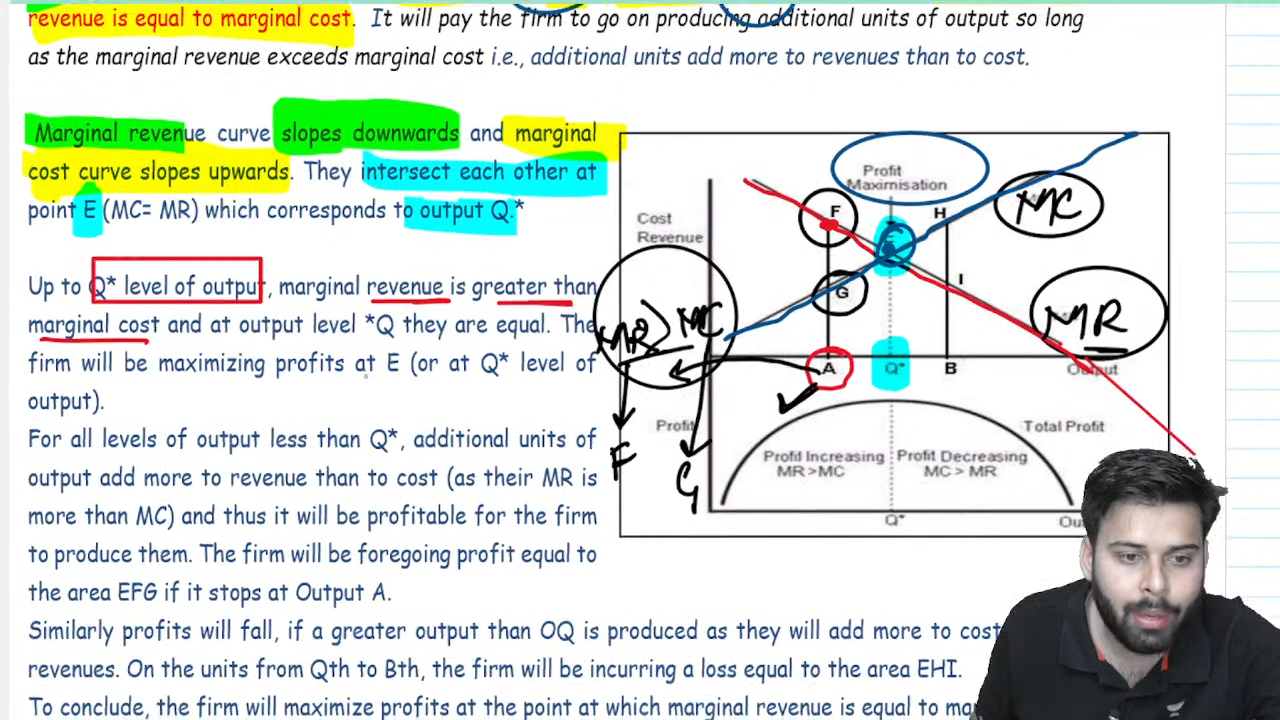 revenue is equal to marginal cost. It will pay the firm to go on producing additional units of output so long
as the marginal revenue exceeds marginal cost i.e., additional units add more to revenues than to cost.
Marginal revenue curve slopes downwards and marginal
cost curve slopes upwards. They intersect each other at
point E (MC= MR) which corresponds to output Q.*
Up to Q* level of output, marginal revenue is greater than
marginal cost and at output level *Q they are equal. The
firm will be maximizing profits at E (or at Q* level of
output).
For all levels of output less than Q*, additional units of
output add more to revenue than to cost (as their MR is
more than MC) and thus it will be profitable for the firm
to produce them. The firm will be foregoing profit equal to
the area EFG if it stops at Output A.
Similarly profits will fall, if a greater output than OQ is produced as they will add more to cost
revenues. On the units from Qth to Bth, the firm will be incurring a loss equal to the area EHI.
To conclude, the firm will maximize profits at the point at which marginal revenue is equal to
Profit
Maximisation
Cost
Revenue
F
E
H
MC
G
I
MR
MR > MC
A
Q*
B
Output
F
G
Profit
Total Profit
Profit Increasing
MR >MC
Profit Decreasing
MC > MR
Q*